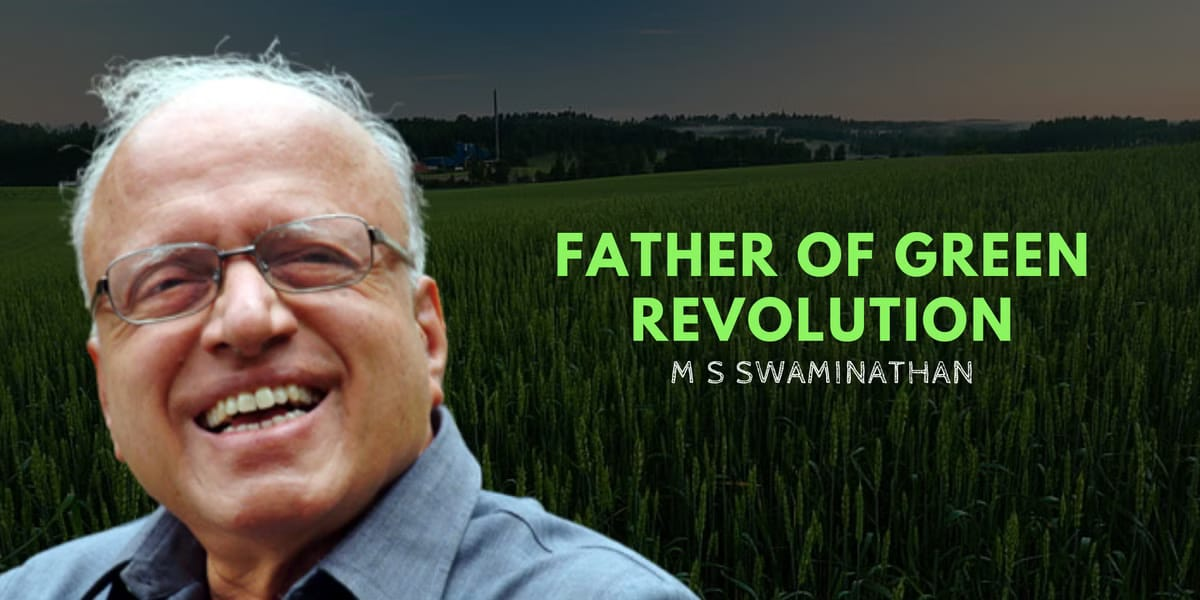 FATHER OF GREEN
REVOLUTION
M S SWAMINATHAN